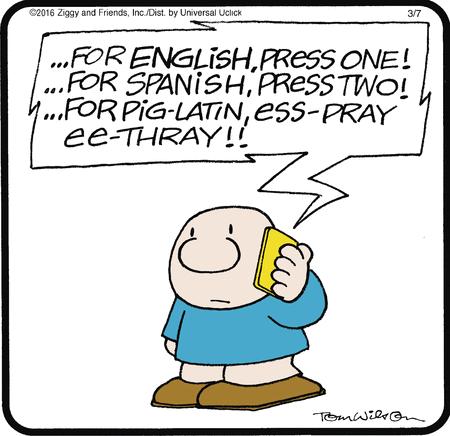 ©2016 Ziggy and Friends, Inc./Dist. by Universal Uclick
3/7
...FOR ENGLiSH, PRESS ONE!
...FOR SPANiSH, PReSS TWO!
...FOR PiG-LATiN, eSS-PRAY
ee-THRAY!!
Tom Wilson